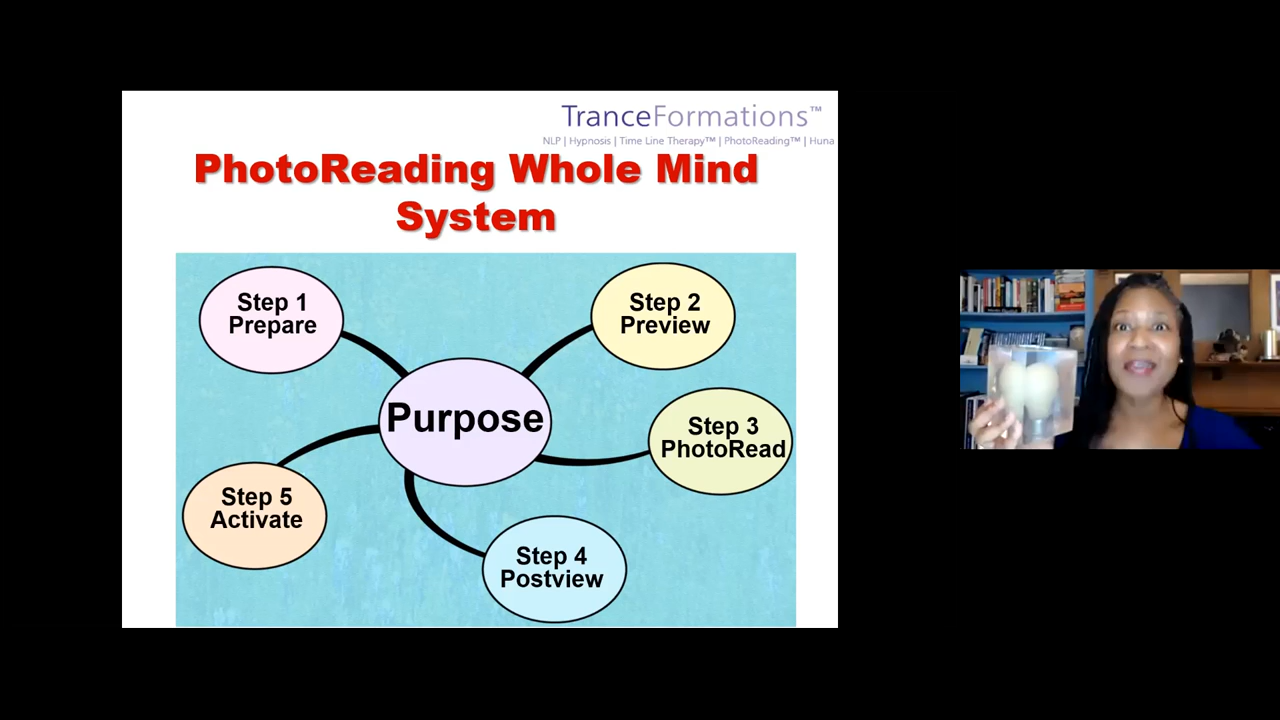 TranceFormations™
NLP | Hypnosis | Time Line Therapy™ | PhotoReading™ | Huna
PhotoReading Whole Mind
System
Step 1
Prepare
Step 2
Preview
Purpose
Step 3
PhotoRead
Step 5
Activate
Step 4
Postview